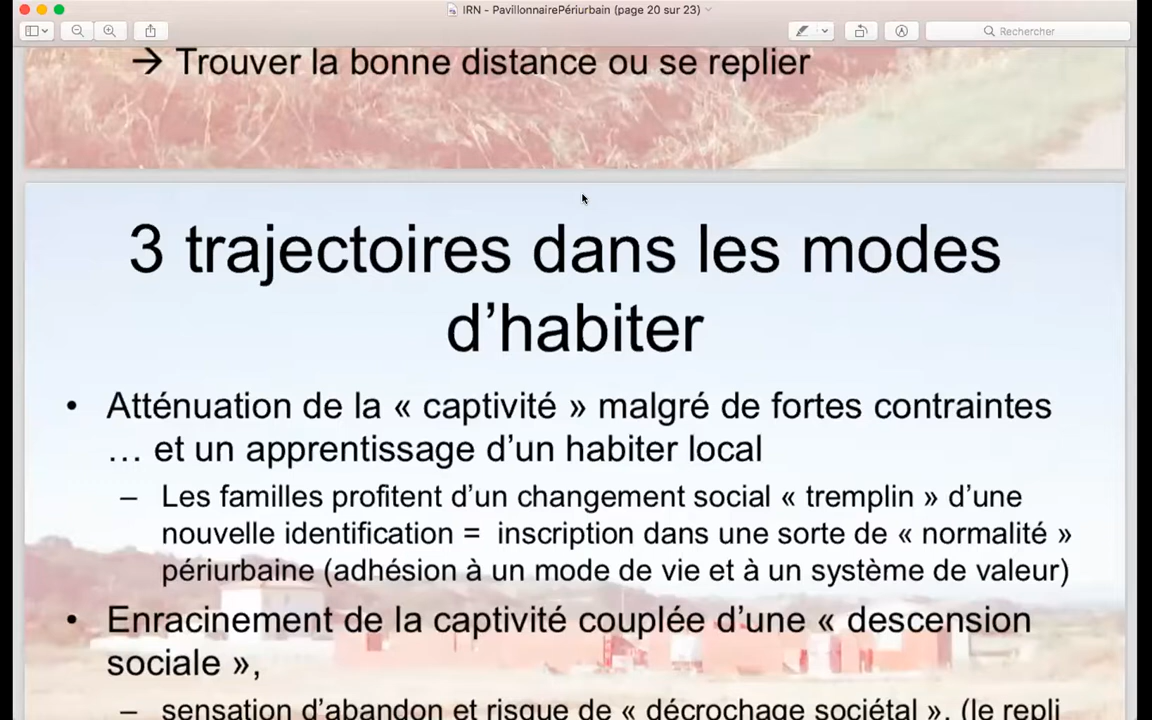 IRN - PavillonnairePériurbain (page 20 sur 23)
Rechercher
→ Trouver la bonne distance ou se replier
3 trajectoires dans les modes
d’habiter
• Atténuation de la « captivité » malgré de fortes contraintes
… et un apprentissage d’un habiter local
– Les familles profitent d’un changement social « tremplin » d’une
nouvelle identification = inscription dans une sorte de « normalité »
périurbaine (adhésion à un mode de vie et à un système de valeur)
• Enracinement de la captivité couplée d’une « descension
sociale »,
– sensation d’abandon et risque de « décrochage sociétal ». (le repli